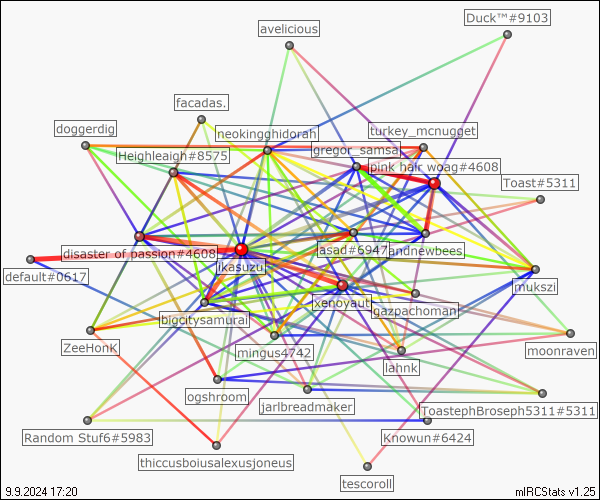 Duck™#9103
avelicious
facadas.
doggerdig
neokingghidorah
turkey_mcnugget
gregor_samsa
Heighleaigh#8575
pink hair woag#4608
Toast#5311
disaster of passion#4608
asad#6947
andnewbees
ikasuzu
default#0617
mukszi
xenoyaut
gazpachoman
bigcitysamurai
ZeeHonK
mingus4742
moonraven
lahnk
ogshroom
jarlbreadmaker
ToastephBroseph5311#5311
Random Stuf6#5983
Knowun#6424
thiccusboiusalexusjoneus
tescoroll
9.9.2024 17:20
mIRCStats v1.25